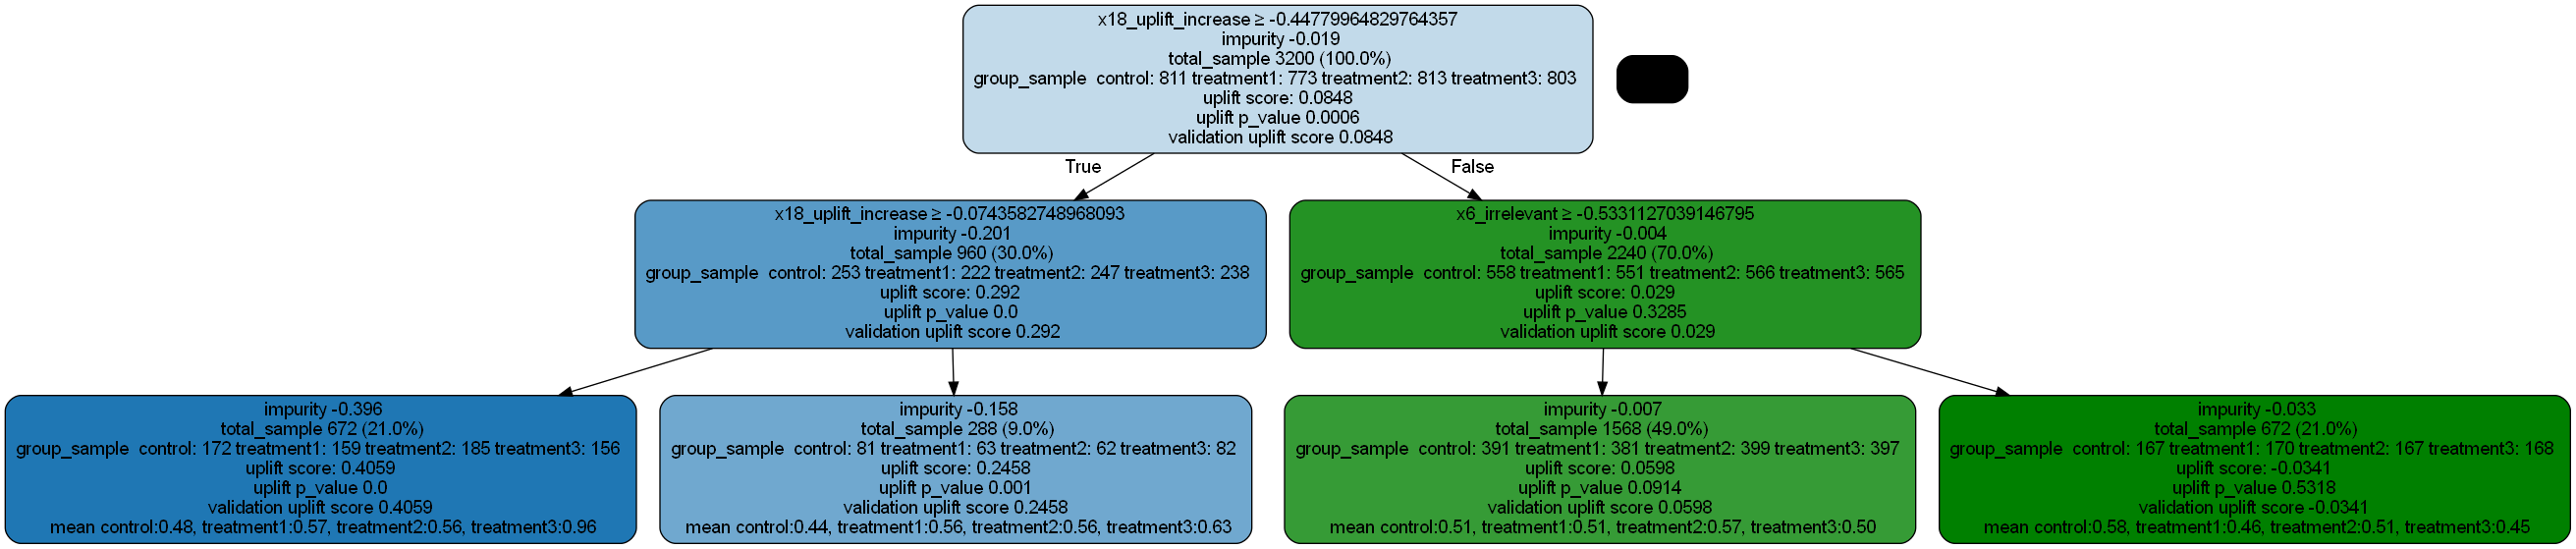 x18_uplift_increase ≥ -0.44779964829764357
impurity -0.019
total_sample 3200 (100.0%)
group_sample control: 811 treatment1: 773 treatment2: 813 treatment3: 803
uplift score: 0.0848
uplift p_value 0.0006
validation uplift score 0.0848
True
False
x18_uplift_increase ≥ -0.0743582748968093
impurity -0.201
total_sample 960 (30.0%)
group_sample control: 253 treatment1: 222 treatment2: 247 treatment3: 238
uplift score: 0.292
uplift p_value 0.0
validation uplift score 0.292
x6_irrelevant ≥ -0.5331127039146795
impurity -0.004
total_sample 2240 (70.0%)
group_sample control: 558 treatment1: 551 treatment2: 566 treatment3: 565
uplift score: 0.029
uplift p_value 0.3285
validation uplift score 0.029
impurity -0.396
total_sample 672 (21.0%)
group_sample control: 172 treatment1: 159 treatment2: 185 treatment3: 156
uplift score: 0.4059
uplift p_value 0.0
validation uplift score 0.4059
mean control:0.48, treatment1:0.57, treatment2:0.56, treatment3:0.96
impurity -0.158
total_sample 288 (9.0%)
group_sample control: 81 treatment1: 63 treatment2: 62 treatment3: 82
uplift score: 0.2458
uplift p_value 0.001
validation uplift score 0.2458
mean control:0.44, treatment1:0.56, treatment2:0.56, treatment3:0.63
impurity -0.007
total_sample 1568 (49.0%)
group_sample control: 391 treatment1: 381 treatment2: 399 treatment3: 397
uplift score: 0.0598
uplift p_value 0.0914
validation uplift score 0.0598
mean control:0.51, treatment1:0.51, treatment2:0.57, treatment3:0.50
impurity -0.033
total_sample 672 (21.0%)
group_sample control: 167 treatment1: 170 treatment2: 167 treatment3: 168
uplift score: -0.0341
uplift p_value 0.5318
validation uplift score -0.0341
mean control:0.58, treatment1:0.46, treatment2:0.51, treatment3:0.45